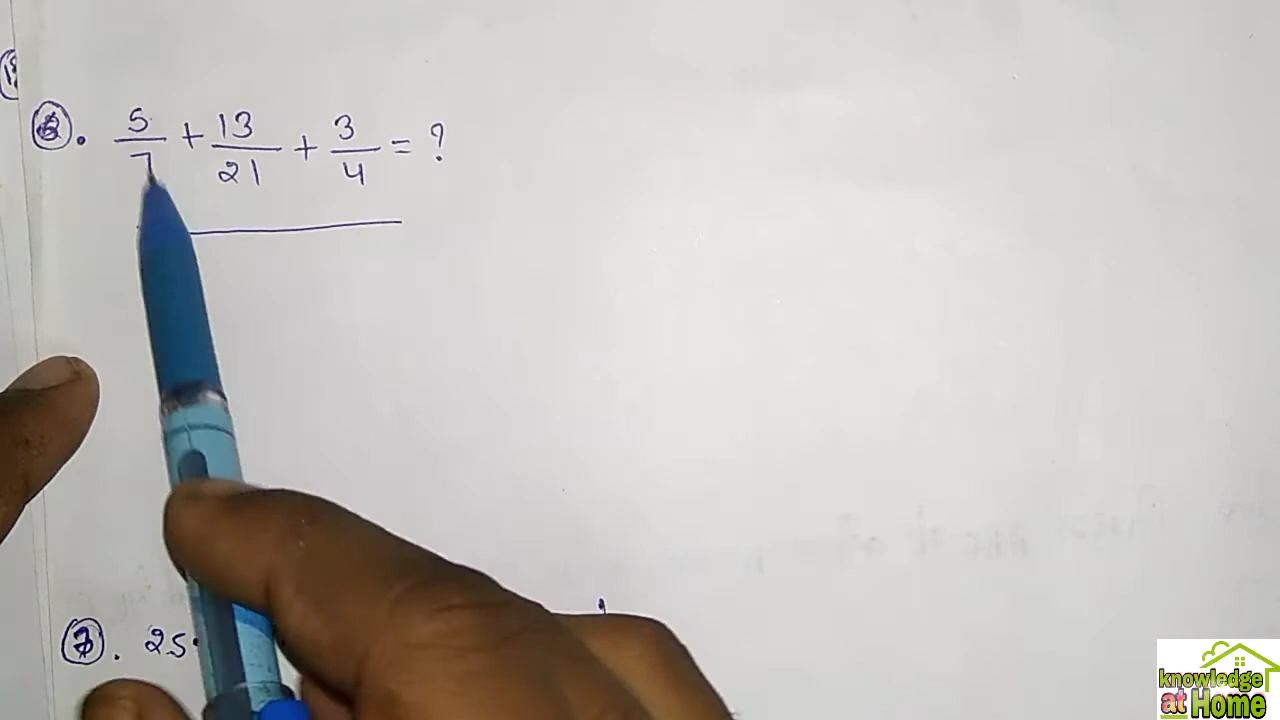 6. 5/7 + 13/21 + 3/4 = ?
7. 25
knowledge
at Home